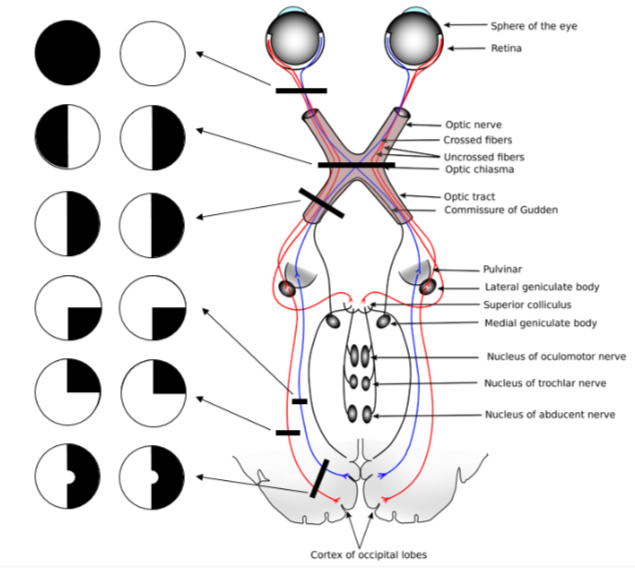 Sphere of the eye
Retina
Optic nerve
Crossed fibers
Uncrossed fibers
Optic chiasma
Optic tract
Commissure of Gudden
Pulvinar
Lateral geniculate body
Superior colliculus
Medial geniculate body
Nucleus of oculomotor nerve
Nucleus of trochlar nerve
Nucleus of abducent nerve
Cortex of occipital lobes